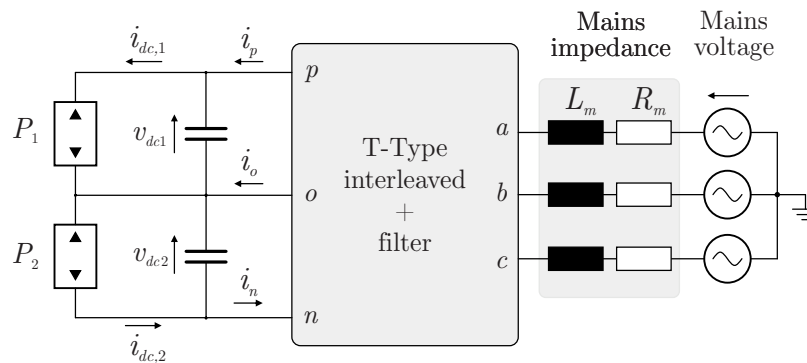 Mains
impedance
Mains
voltage
i_{dc,1}
i_p
p
L_m
R_m
P_1
v_{dc1}
a
T-Type
interleaved
+
filter
i_o
o
b
P_2
v_{dc2}
c
i_n
n
i_{dc,2}